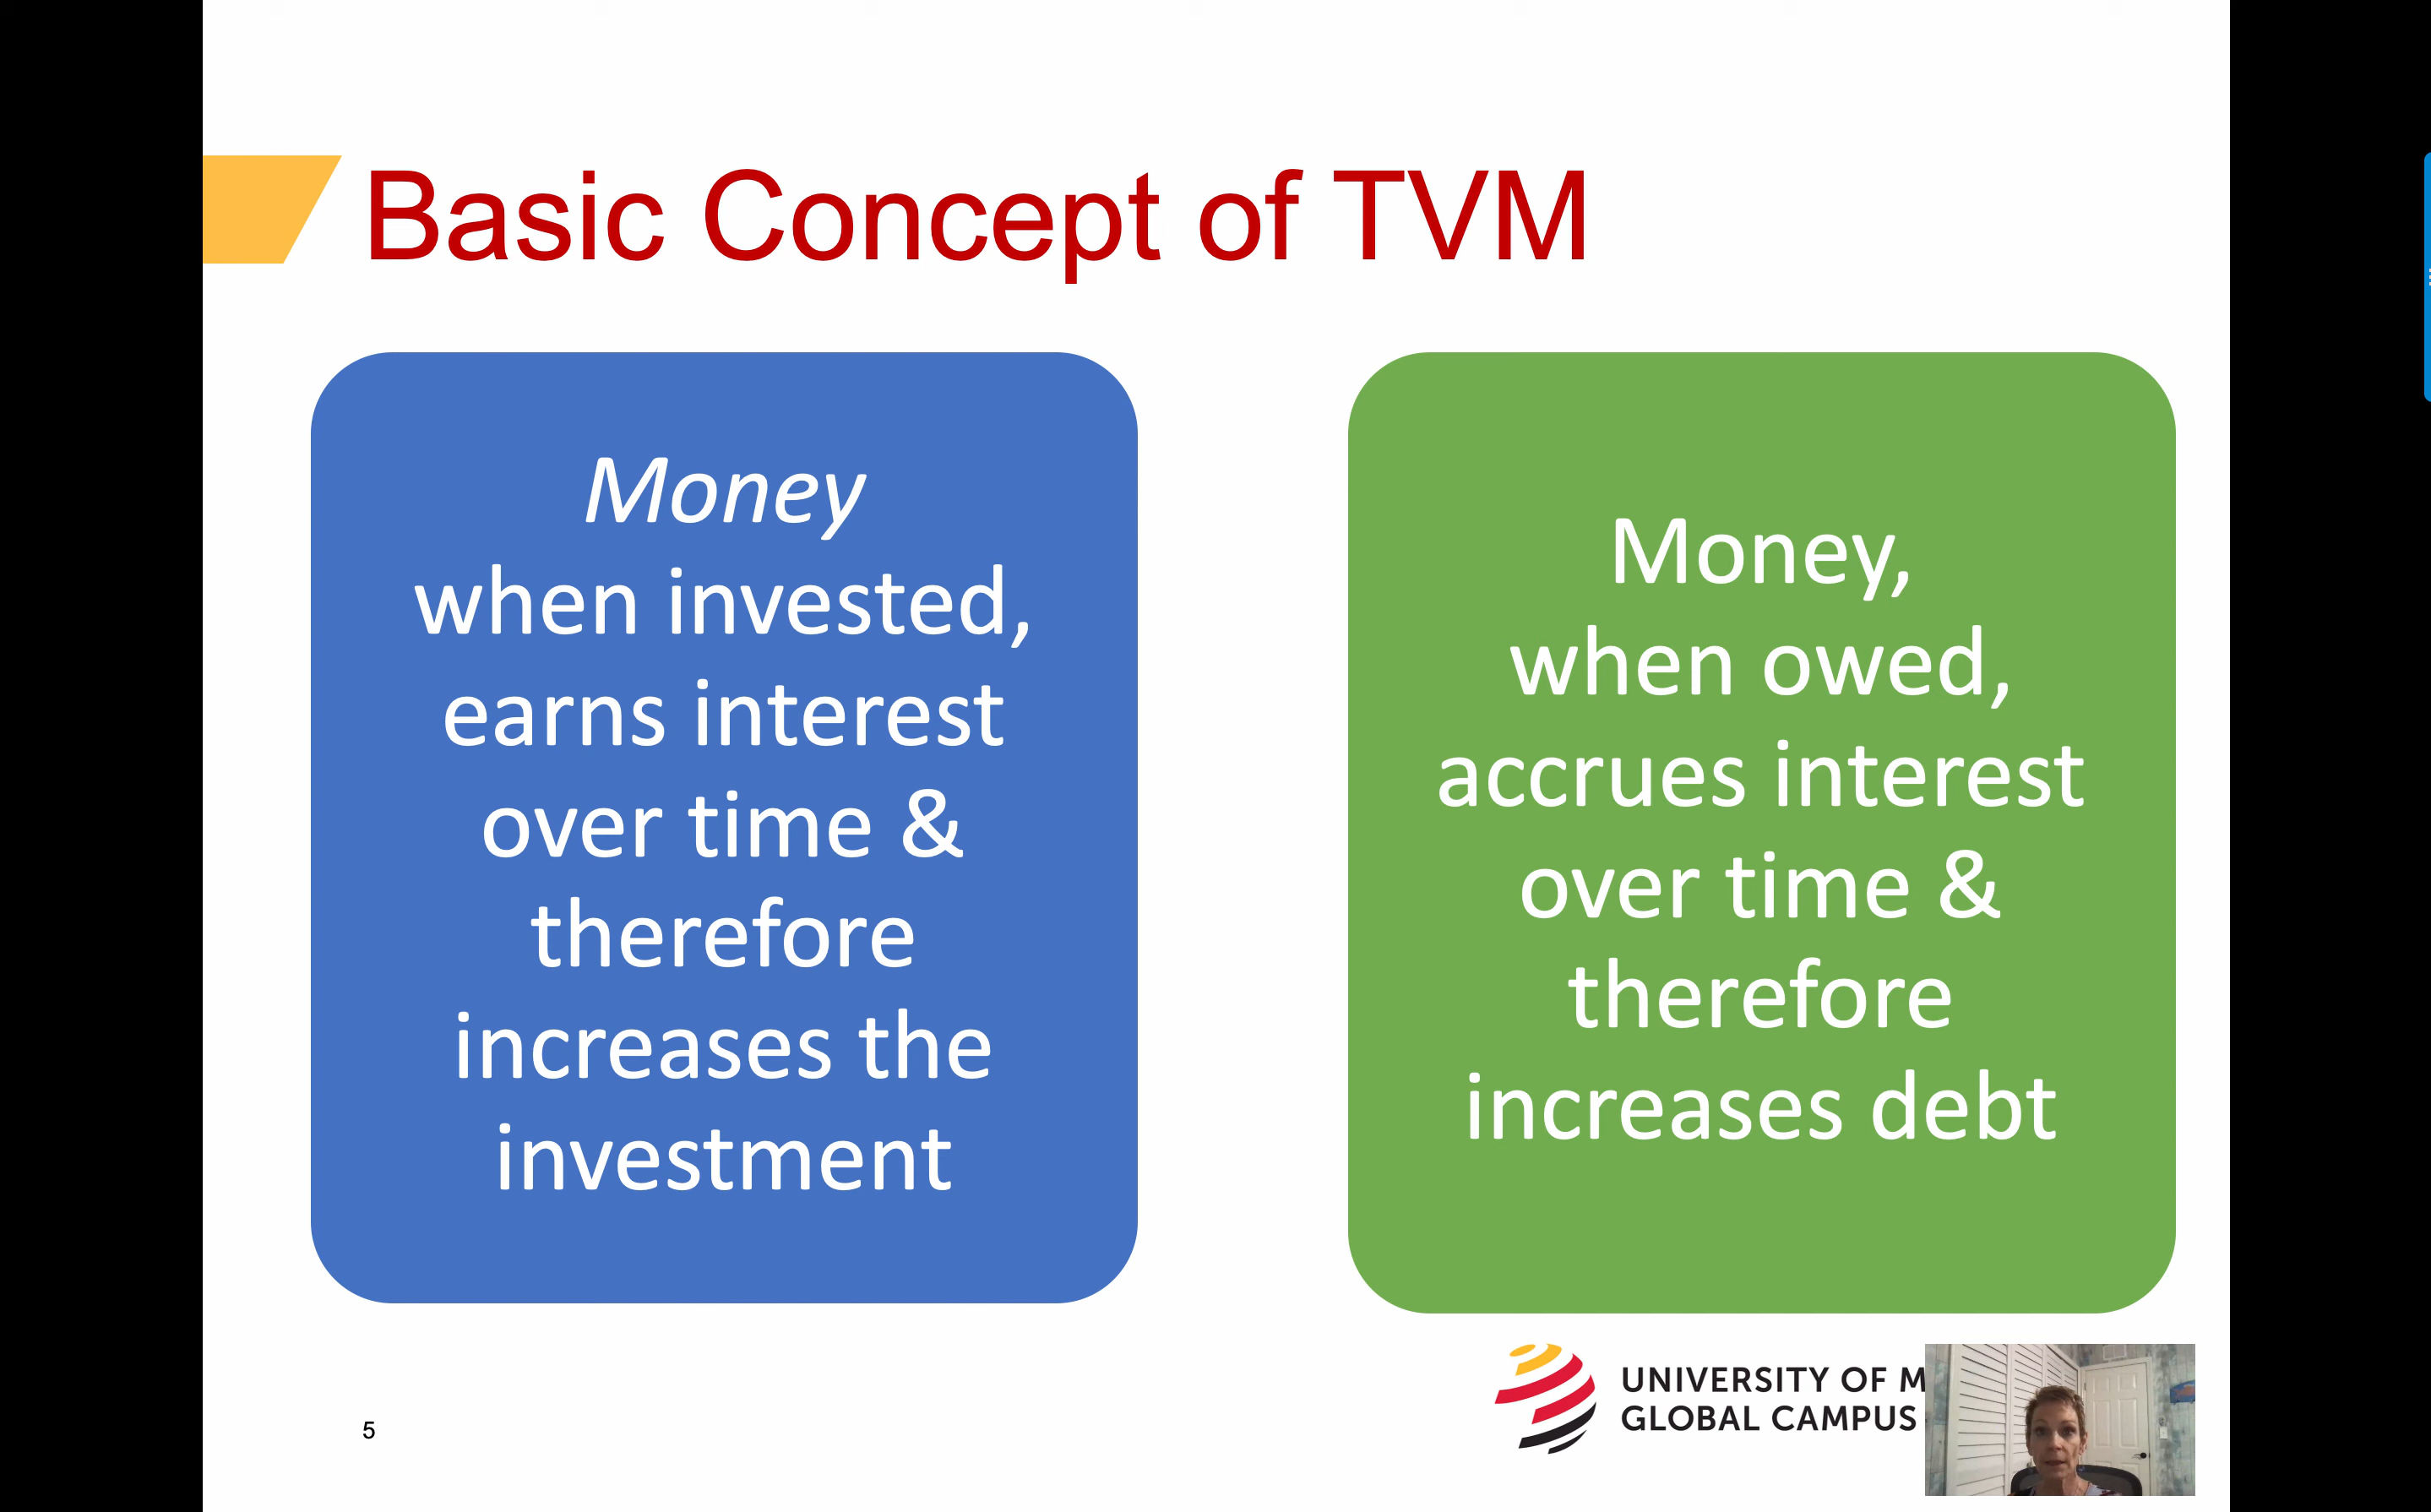 Basic Concept of TVM
Money
when invested,
earns interest
over time &
therefore
increases the
investment
Money,
when owed,
accrues interest
over time &
therefore
increases debt
UNIVERSITY OF M
GLOBAL CAMPUS
5